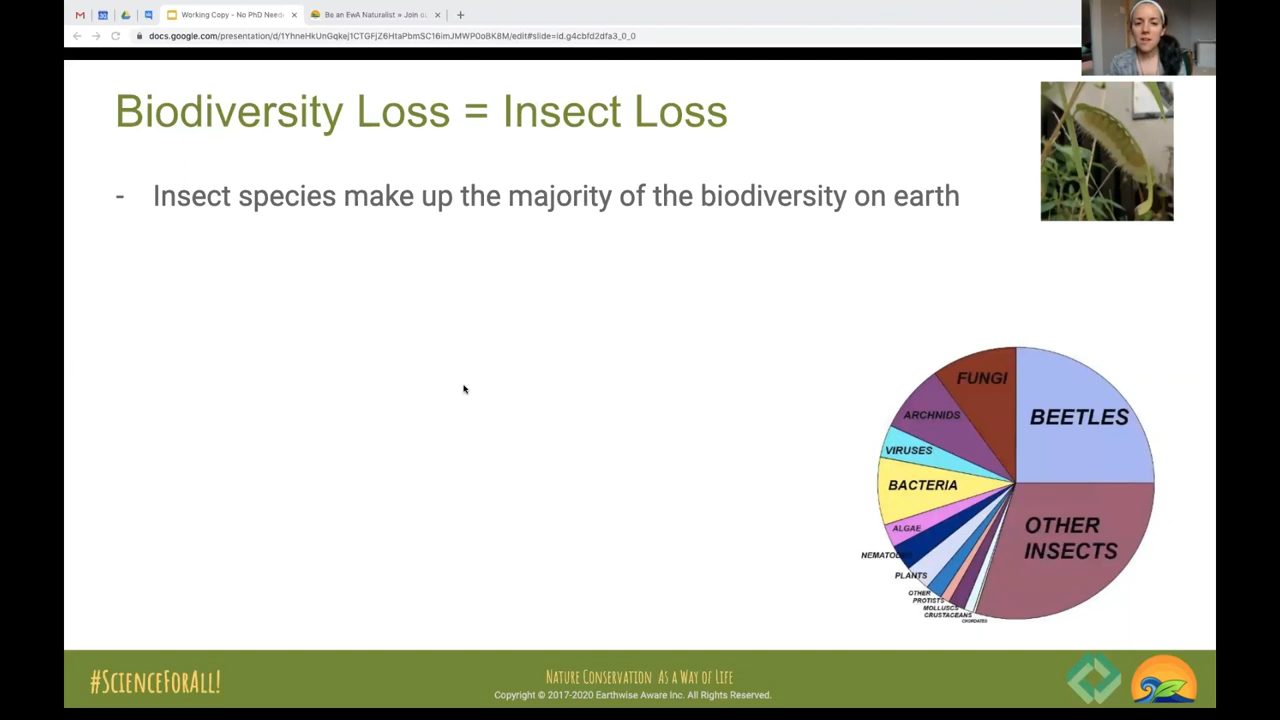 Working Copy - No PhD Neede
Be an EwA Naturalist » Join ou
docs.google.com/presentation/d/1YhneHkUnGqkej1CTGFjZ6HtaPbmSC16imJMWP0oBK8M/edit#slide=id.g4cbfd2dfa3_0_0
Biodiversity Loss = Insect Loss
- Insect species make up the majority of the biodiversity on earth
FUNGI
BEETLES
ARCHNIDS
VIRUSES
BACTERIA
OTHER
INSECTS
ALGAE
NEMATODES
PLANTS
OTHER
PROTISTS
MOLLUSCS
CRUSTACEANS
CHORDATES
#ScienceForAll!
Nature Conservation As a Way of Life
Copyright © 2017-2020 Earthwise Aware Inc. All Rights Reserved.